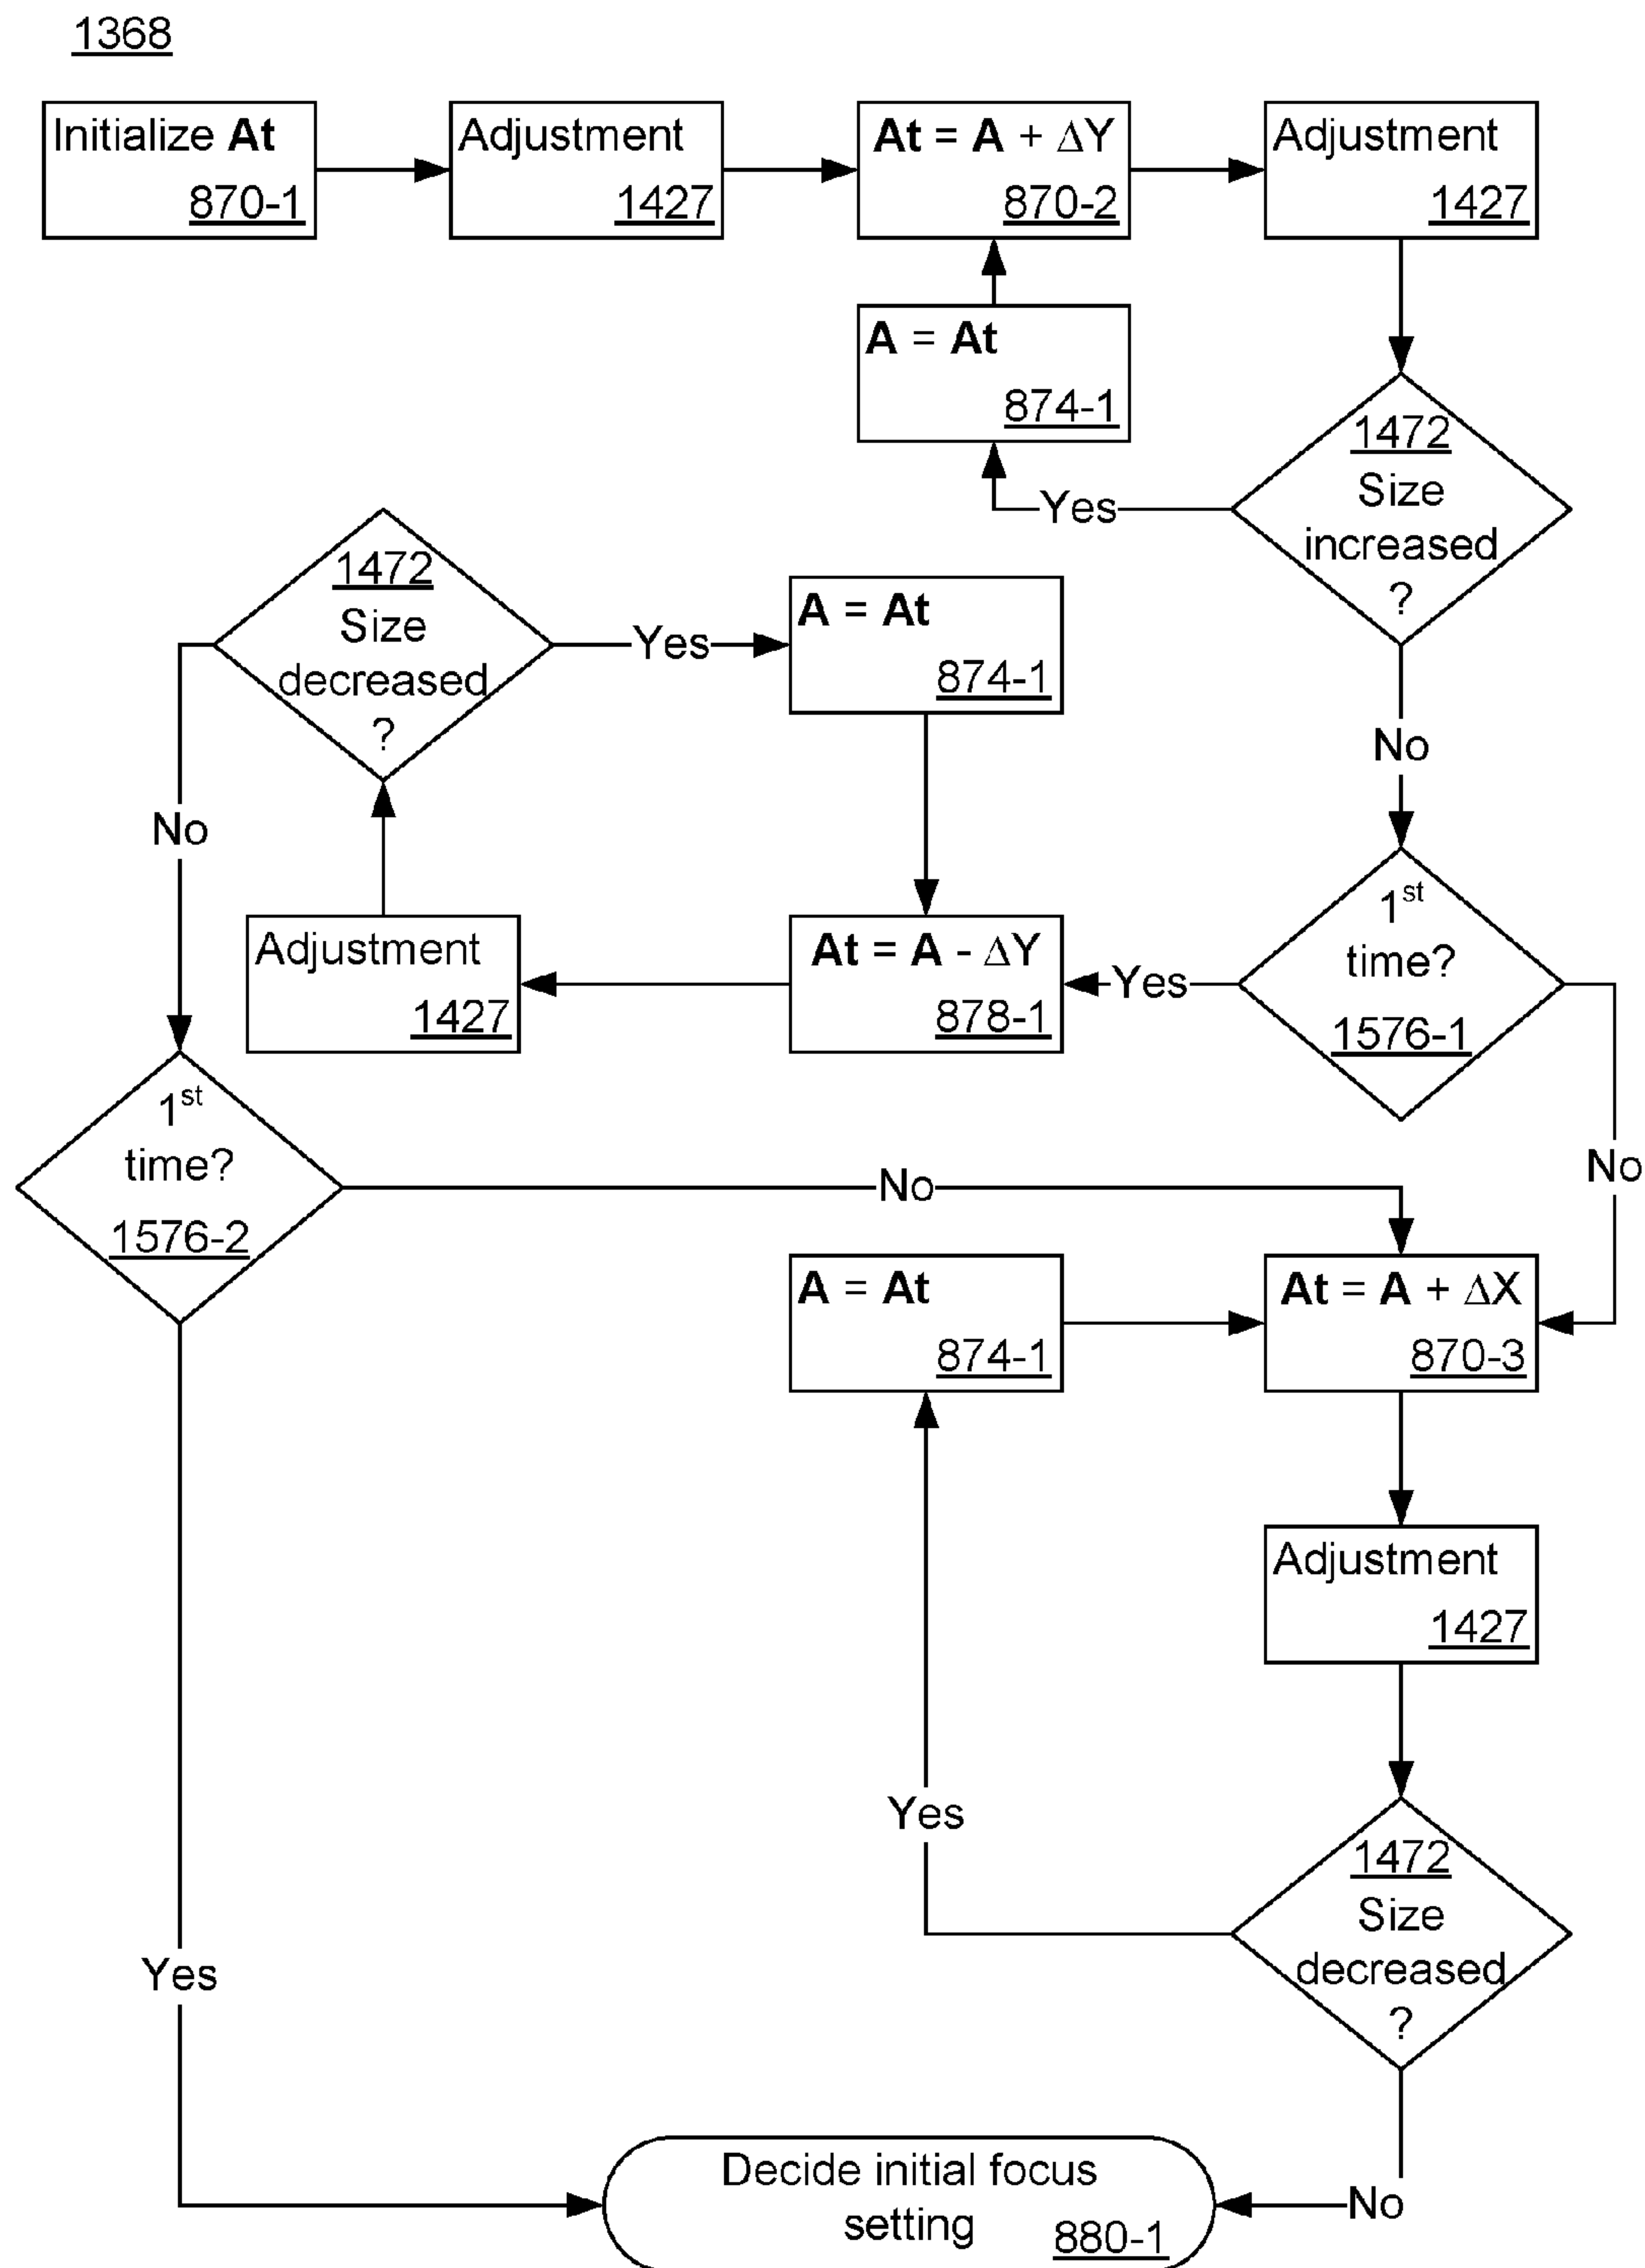 1368
Initialize At
870-1
Adjustment
1427
At = A + ΔY
870-2
Adjustment
1427
A = At
874-1
1472
Size
increased
?
Yes
No
1472
Size
decreased
?
Yes
No
A = At
874-1
At = A - ΔY
878-1
Adjustment
1427
1st
time?
1576-1
Yes
No
1st
time?
1576-2
No
Yes
A = At
874-1
At = A + ΔX
870-3
Adjustment
1427
1472
Size
decreased
?
Yes
No
Decide initial focus
setting
880-1